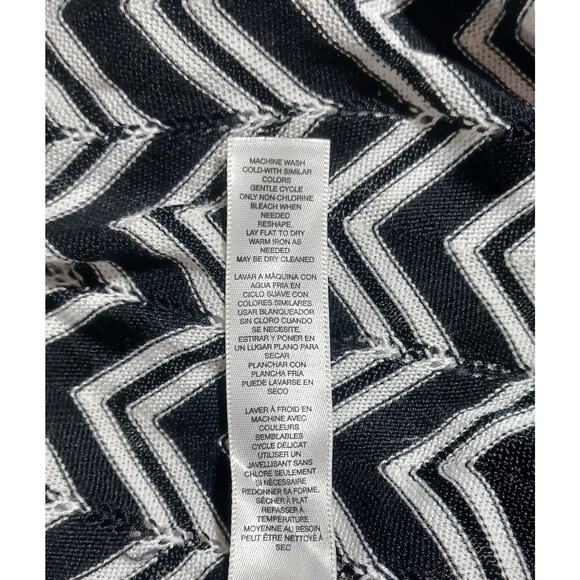 MACHINE WASH
COLD-WITH SIMILAR
COLORS
GENTLE CYCLE
ONLY NON-CHLORINE
BLEACH WHEN
NEEDED
RESHAPE,
LAY FLAT TO DRY
WARM IRON AS
NEEDED
MAY BE DRY CLEANED
LAVAR A MÀQUINA CON
AGUA FRIA EN
CICLO SUAVE CON
COLORES SIMILARES.
USAR BLANQUEADOR
SIN CLORO CUANDO
SE NECESITE.
ESTIRAR Y PONER EN
UN LUGAR PLANO PARA
SECAR
PLANCHAR CON
PLANCHA FRIA
PUEDE LAVARSE EN
SECO
LAVER À FROID EN
MACHINE AVEC
COULEURS
SEMBLABLES
CYCLE DÉLICAT
UTILISER UN
JAVELLISANT SANS
CHLORE SEULEMENT
SI NÉCESSAIRE
REDONNER SA FORME.
SÉCHER À PLAT
REPASSER À
TEMPÉRATURE
MOYENNE AU BESOIN
PEUT ÊTRE NETTOYÉ À
SEC